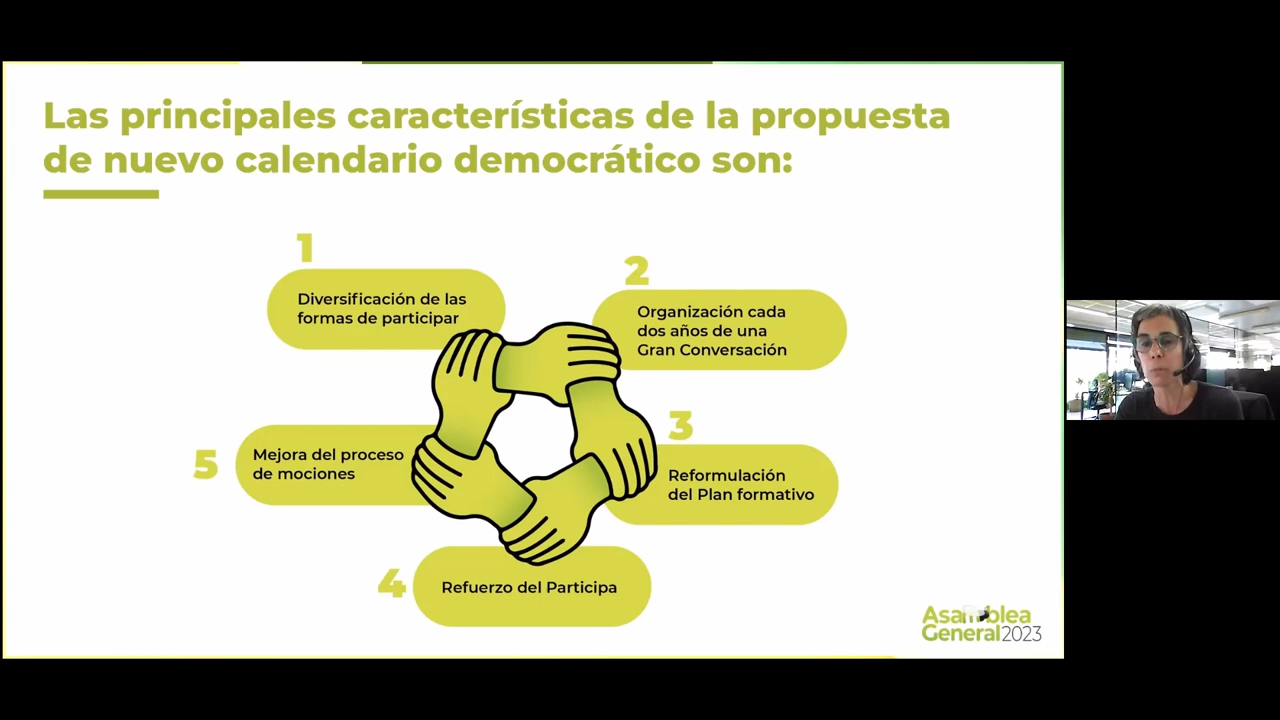 Las principales características de la propuesta
de nuevo calendario democrático son:
1
Diversificación de las
formas de participar
2
Organización cada
dos años de una
Gran Conversación
3
Reformulación
del Plan formativo
4
Refuerzo del Participa
5
Mejora del proceso
de mociones
Asamblea
General2023